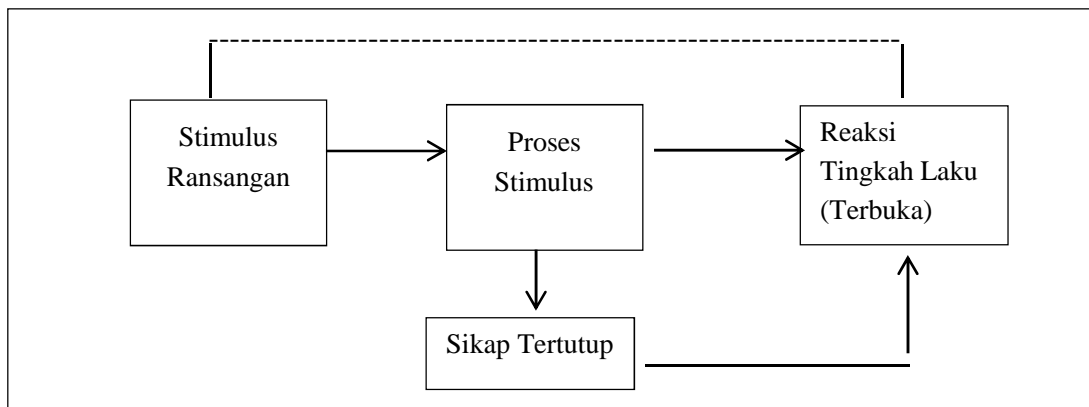 Stimulus
Ransangan
Proses
Stimulus
Reaksi
Tingkah Laku
(Terbuka)
Sikap Tertutup